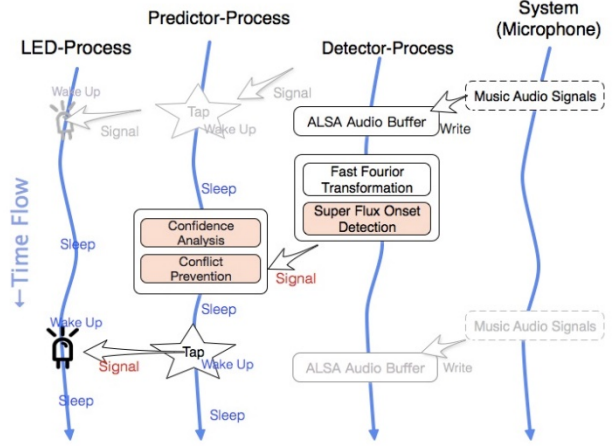 System
(Microphone)
Predictor-Process
LED-Process
Detector-Process
Wake Up
Signal
Tap
Wake Up
Signal
Music Audio Signals
ALSA Audio Buffer
Write
Sleep
Fast Fourior
Transformation
Super Flux Onset
Detection
Confidence
Analysis
Conflict
Prevention
Signal
Sleep
←Time Flow
Sleep
Wake Up
Signal
Tap
Wake Up
Music Audio Signals
ALSA Audio Buffer
Write
Sleep
Sleep